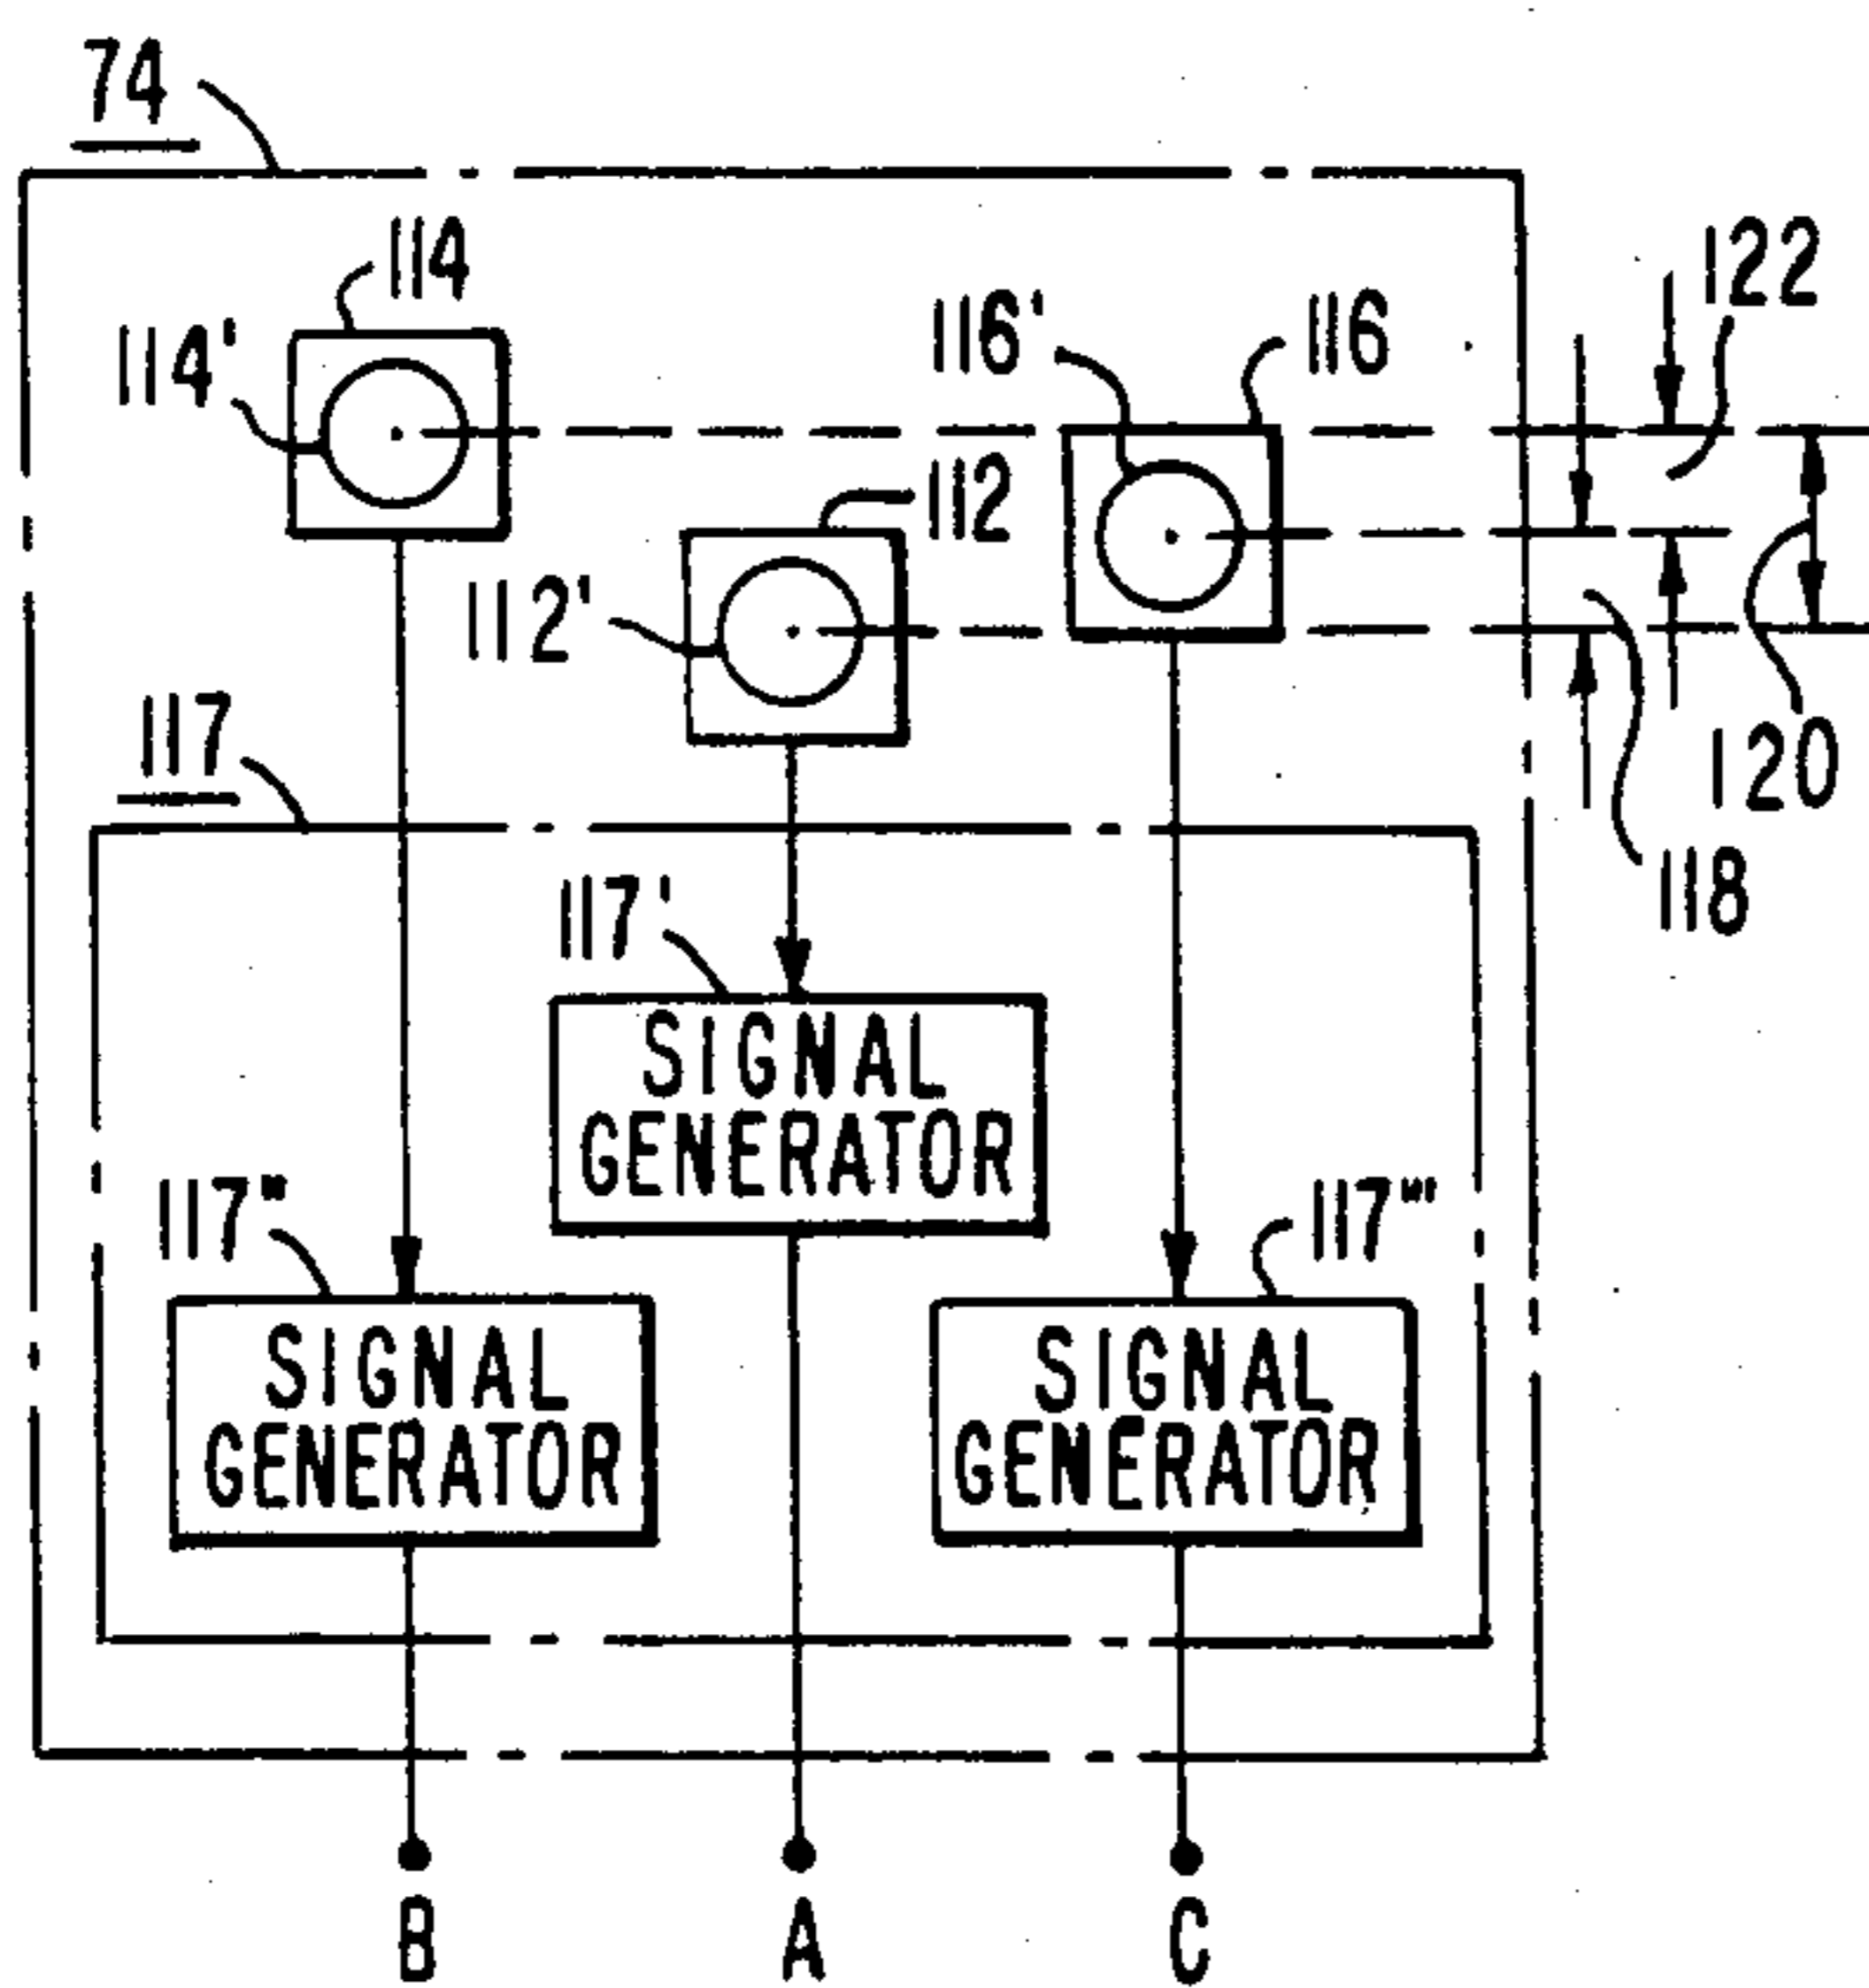 74
114
122
116'
116
114'
112
112'
117
120
118
117'
SIGNAL
GENERATOR
117"
117"'
SIGNAL
GENERATOR
SIGNAL
GENERATOR
B
A
C